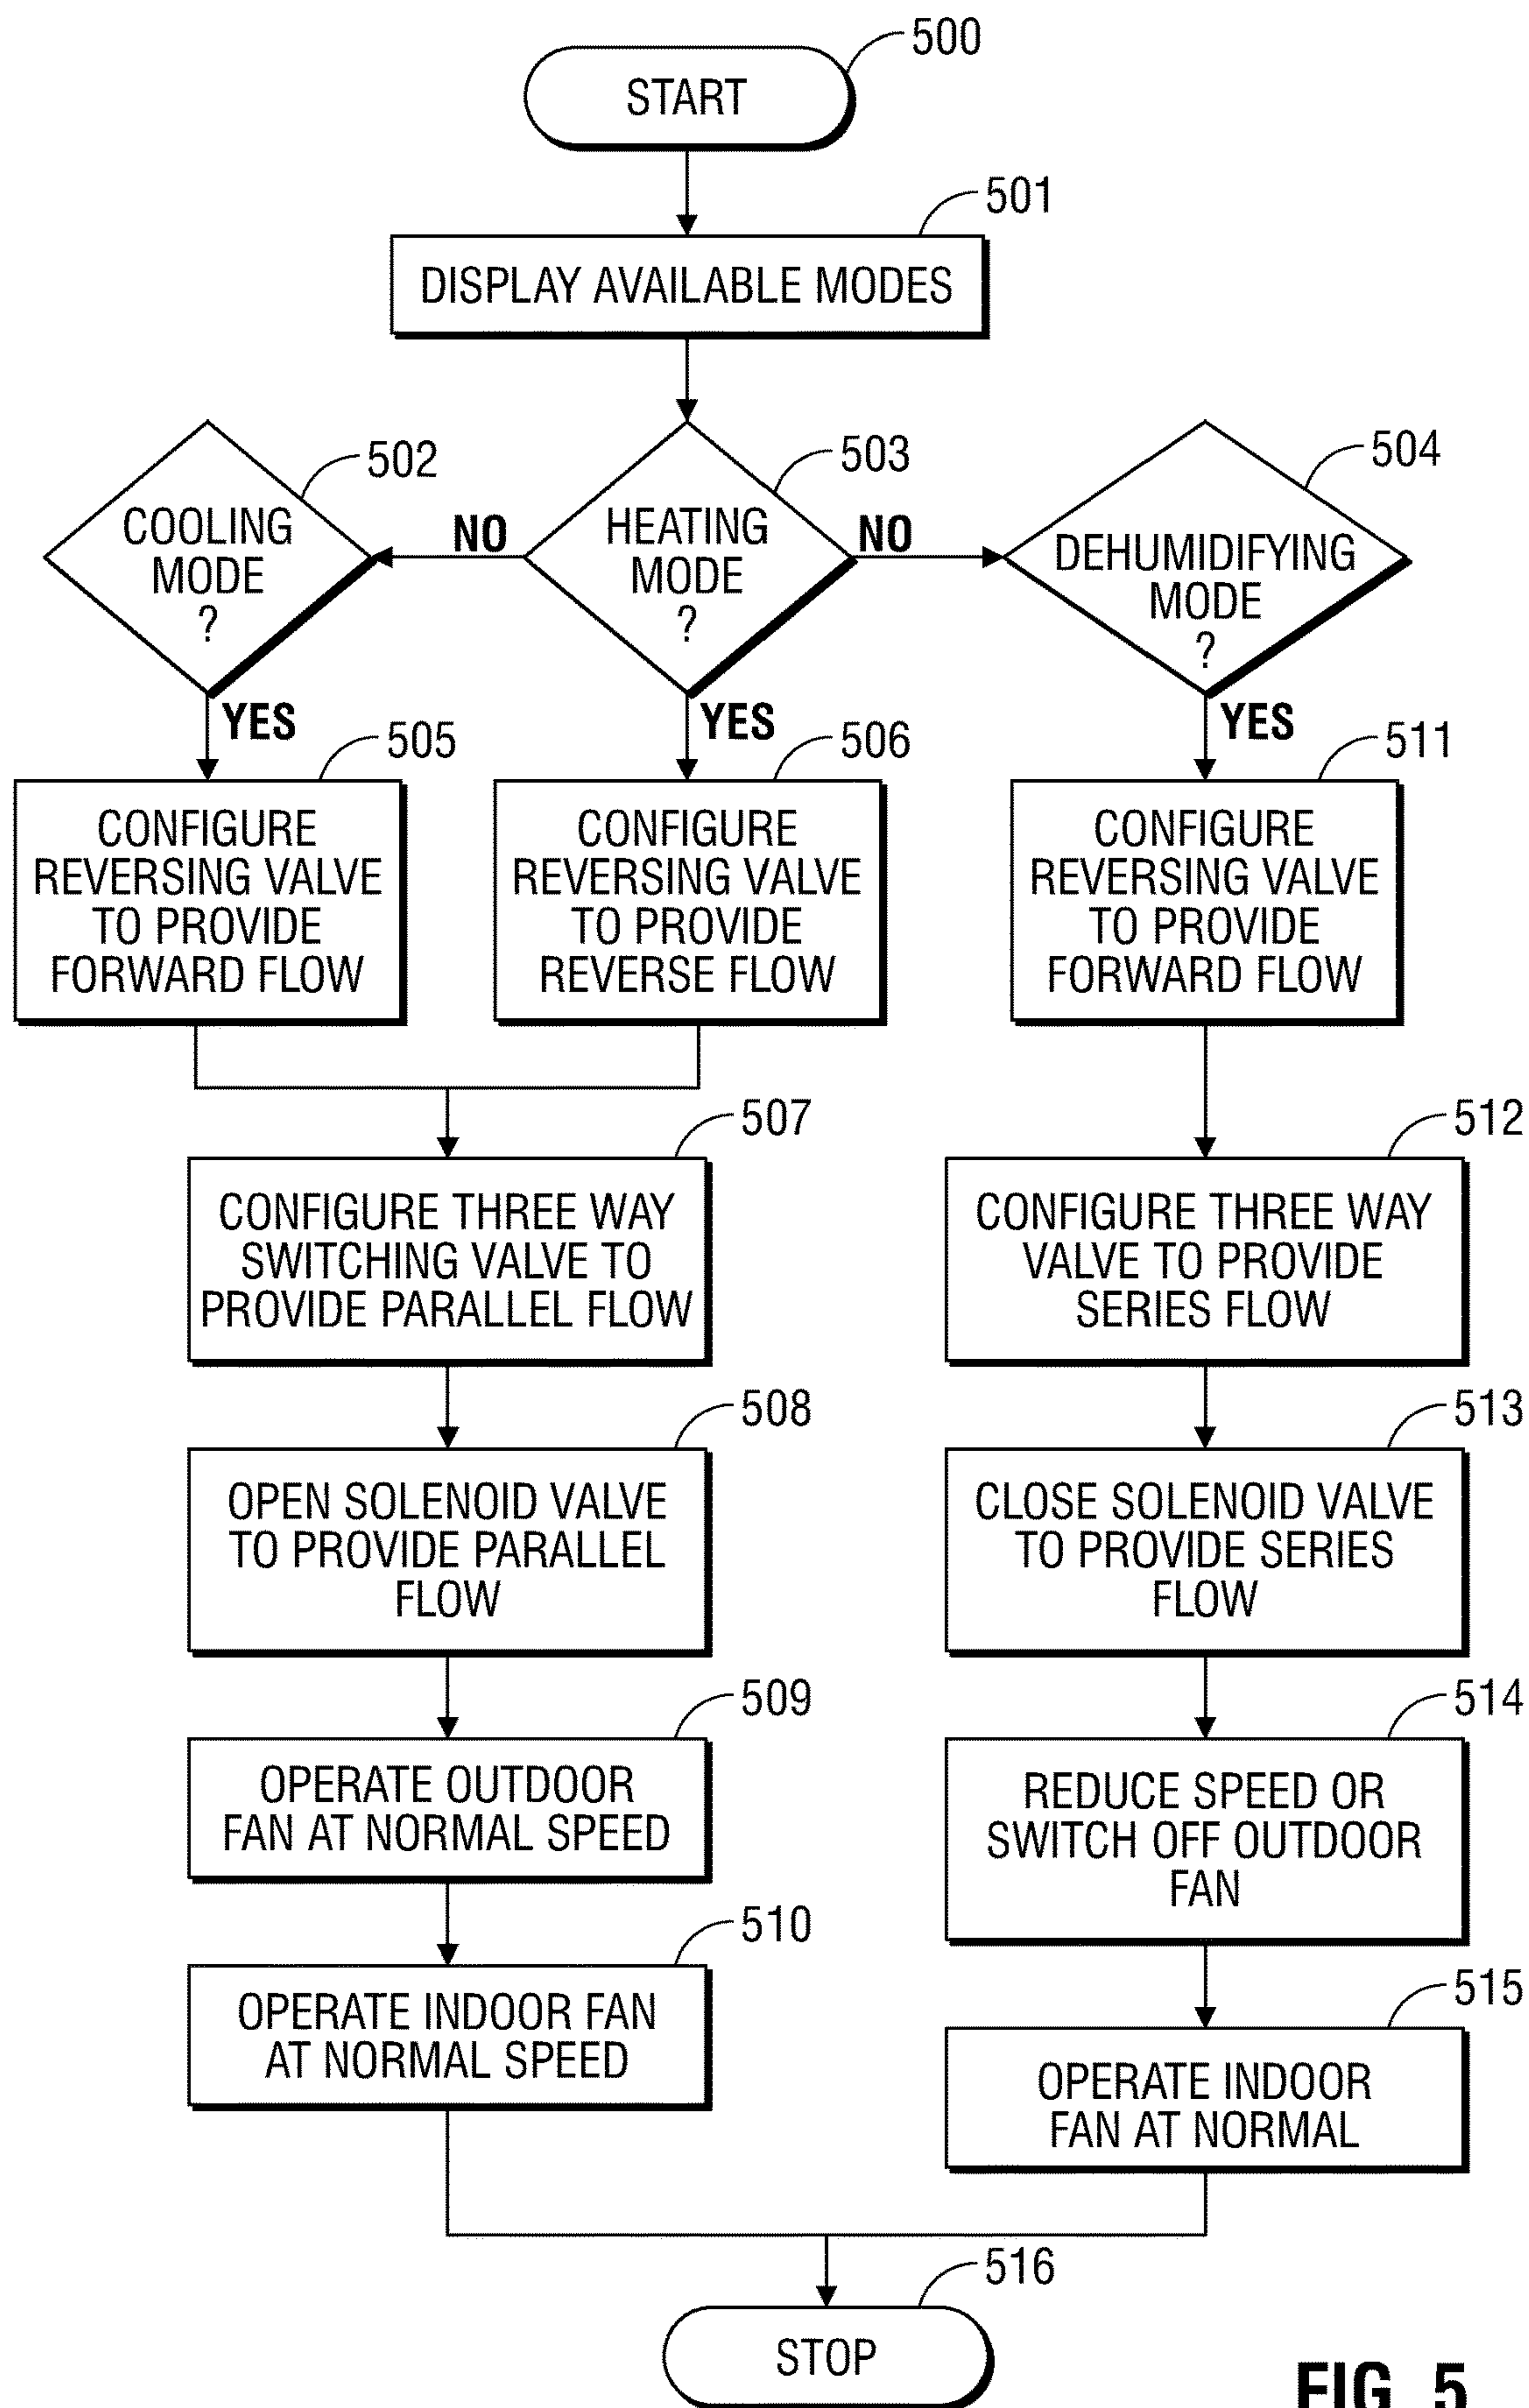 500
START
501
DISPLAY AVAILABLE MODES
502
COOLING
MODE
?
NO
503
HEATING
MODE
?
NO
504
DEHUMIDIFYING
MODE
?
YES
YES
YES
505
CONFIGURE
REVERSING VALVE
TO PROVIDE
FORWARD FLOW
506
CONFIGURE
REVERSING VALVE
TO PROVIDE
REVERSE FLOW
511
CONFIGURE
REVERSING VALVE
TO PROVIDE
FORWARD FLOW
507
CONFIGURE THREE WAY
SWITCHING VALVE TO
PROVIDE PARALLEL FLOW
508
OPEN SOLENOID VALVE
TO PROVIDE PARALLEL
FLOW
509
OPERATE OUTDOOR
FAN AT NORMAL SPEED
510
OPERATE INDOOR FAN
AT NORMAL SPEED
512
CONFIGURE THREE WAY
VALVE TO PROVIDE
SERIES FLOW
513
CLOSE SOLENOID VALVE
TO PROVIDE SERIES
FLOW
514
REDUCE SPEED OR
SWITCH OFF OUTDOOR
FAN
515
OPERATE INDOOR
FAN AT NORMAL
516
STOP
FIG. 5